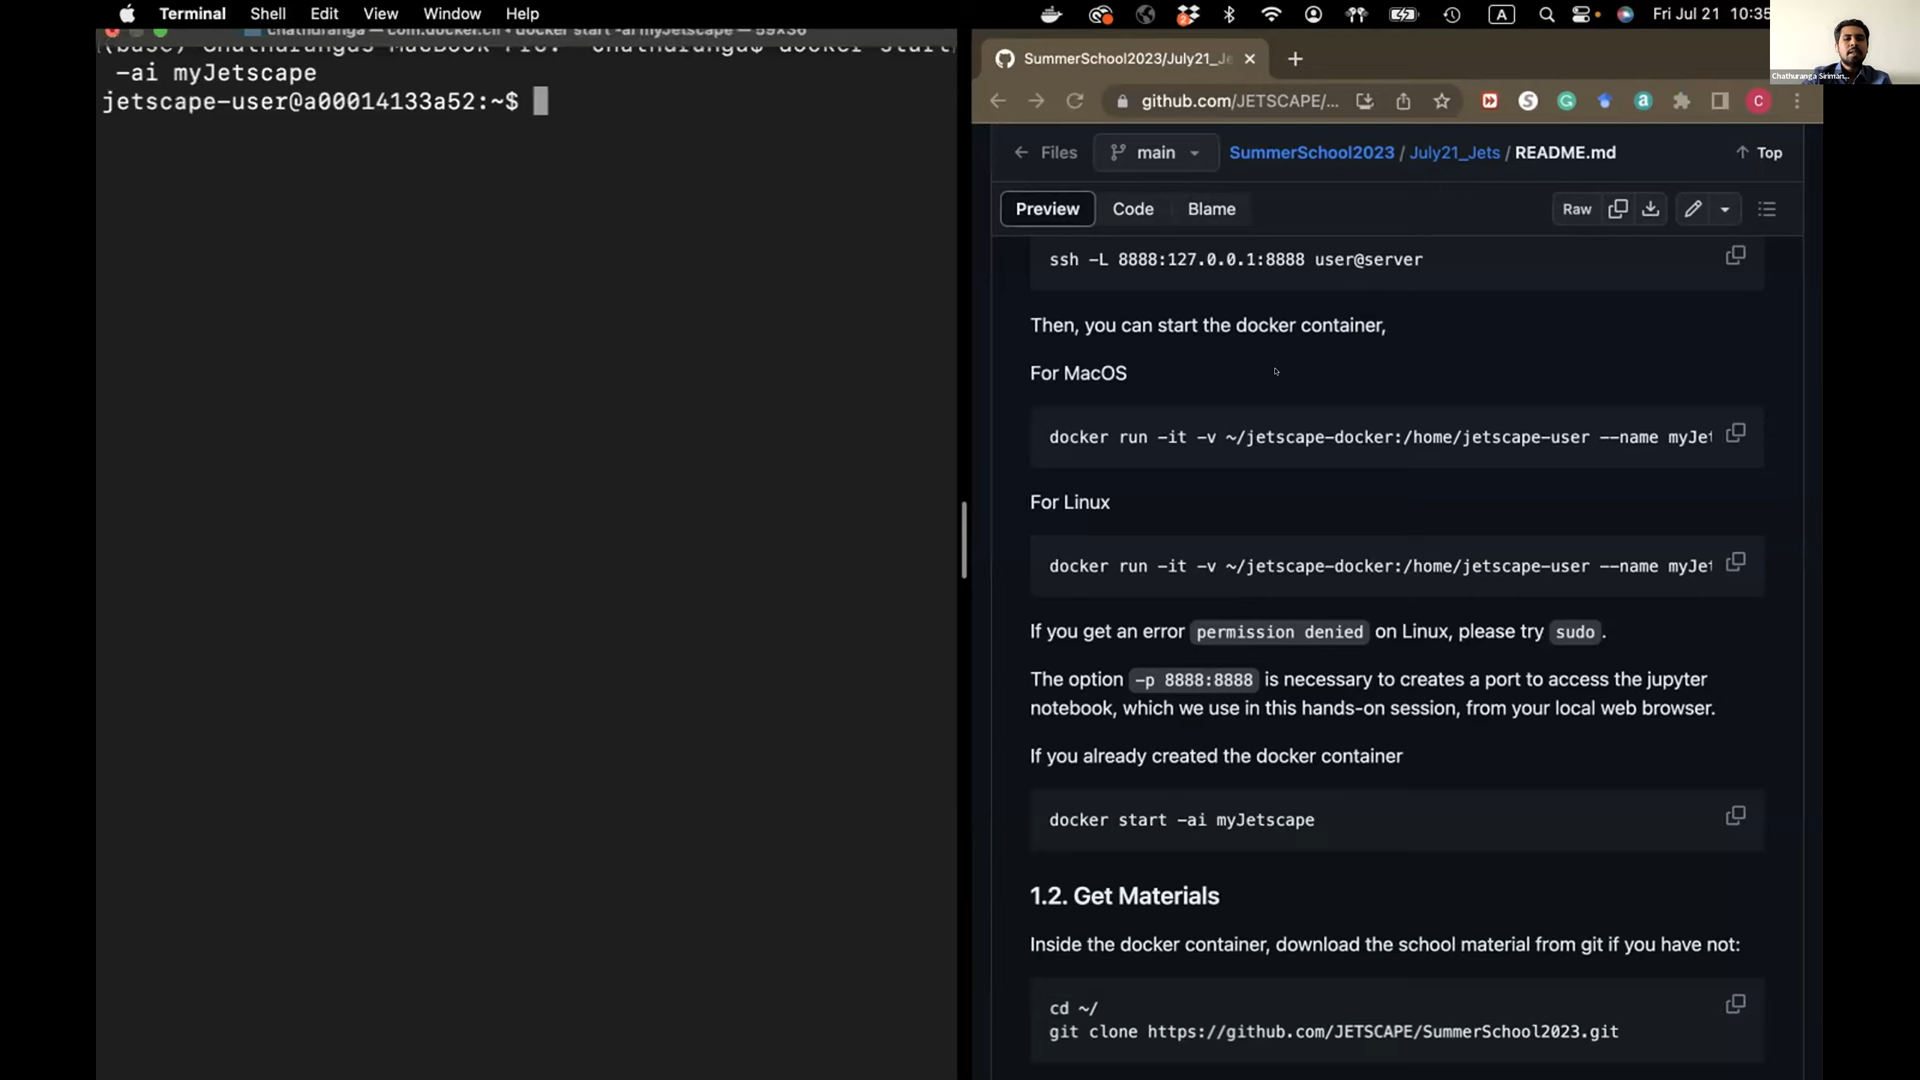 Terminal Shell Edit View Window Help
Fri Jul 21 10:35
-ai myJetscape
jetscape-user@a00014133a52:~$
SummerSchool2023/July21_Je
github.com/JETSCAPE/...
Files main SummerSchool2023 / July21_Jets / README.md Top
Preview Code Blame Raw
ssh -L 8888:127.0.0.1:8888 user@server
Then, you can start the docker container,
For MacOS
docker run -it -v ~/jetscape-docker:/home/jetscape-user --name myJet
For Linux
docker run -it -v ~/jetscape-docker:/home/jetscape-user --name myJet
If you get an error permission denied on Linux, please try sudo.
The option -p 8888:8888 is necessary to creates a port to access the jupyter
notebook, which we use in this hands-on session, from your local web browser.
If you already created the docker container
docker start -ai myJetscape
1.2. Get Materials
Inside the docker container, download the school material from git if you have not:
cd ~/
git clone https://github.com/JETSCAPE/SummerSchool2023.git